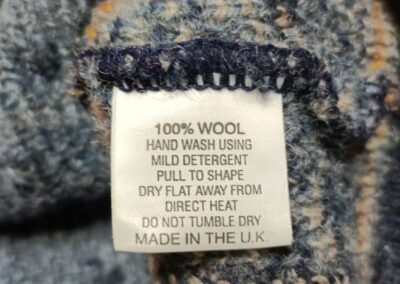 100% WOOL
HAND WASH USING
MILD DETERGENT
PULL TO SHAPE
DRY FLAT AWAY FROM
DIRECT HEAT
DO NOT TUMBLE DRY
MADE IN THE U.K.